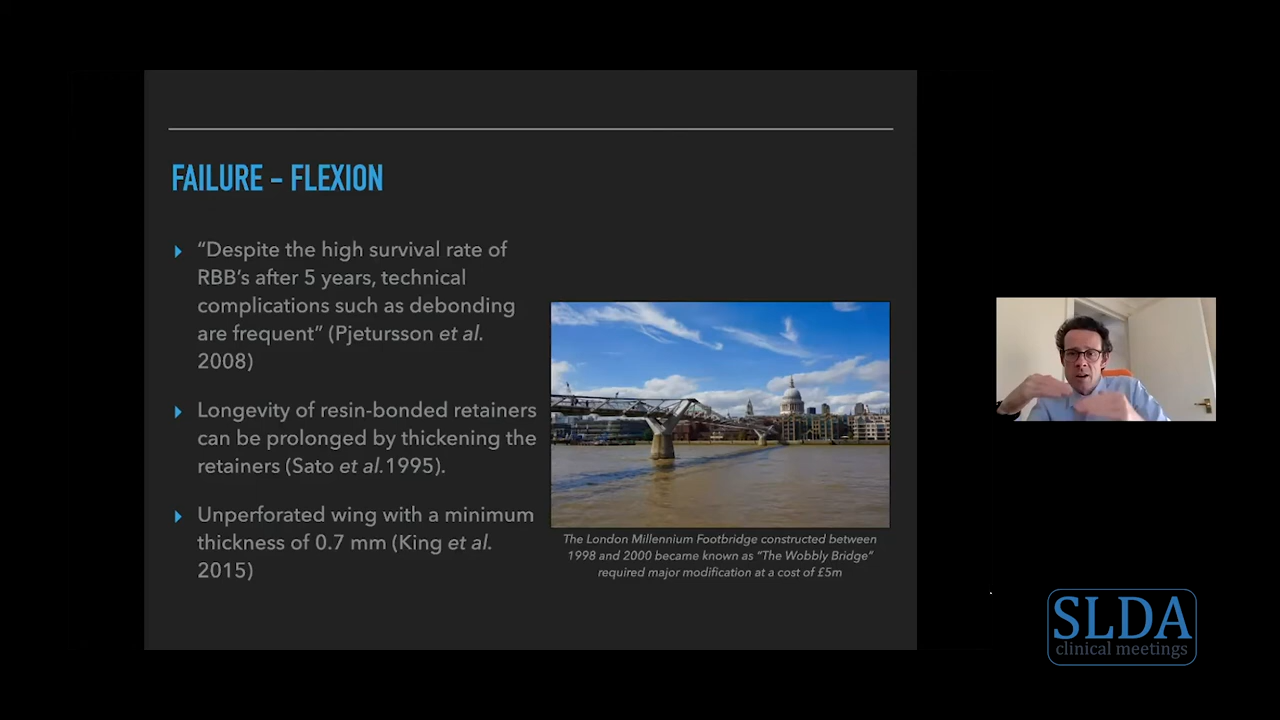 FAILURE – FLEXION
“Despite the high survival rate of
RBB’s after 5 years, technical
complications such as debonding
are frequent” (Pjetursson et al.
2008)
Longevity of resin-bonded retainers
can be prolonged by thickening the
retainers (Sato et al.1995).
Unperforated wing with a minimum
thickness of 0.7 mm (King et al.
2015)
The London Millennium Footbridge constructed between
1998 and 2000 became known as “The Wobbly Bridge”
required major modification at a cost of £5m
SLDA
clinical meetings